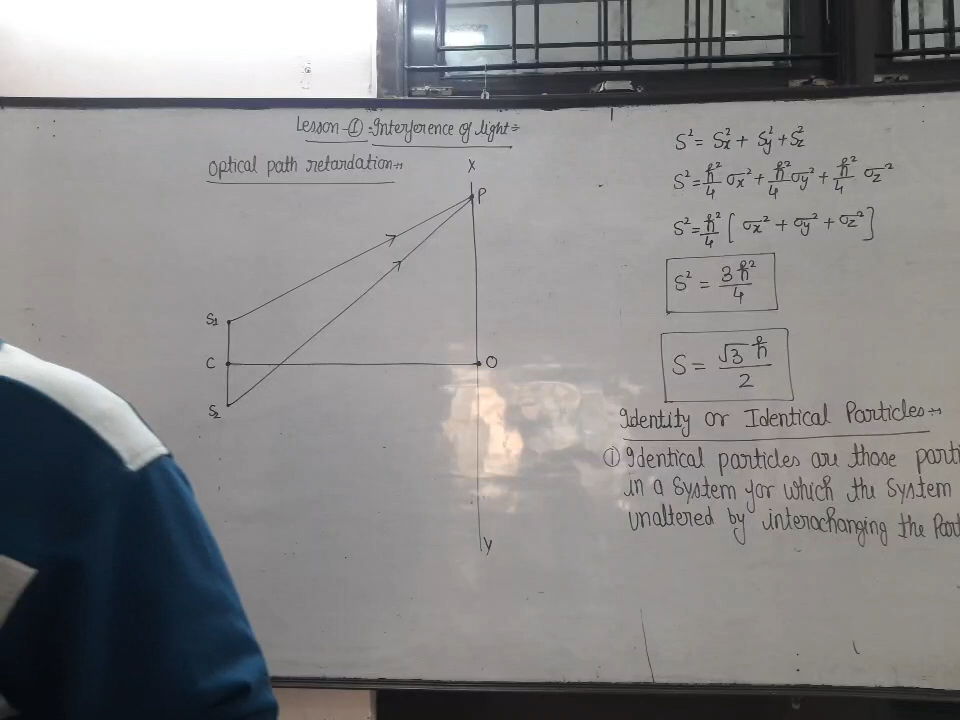 Lesson-①:Interference of light÷
Optical path retardation→
X
P
S1
C
O
S2
Y
S² = Sx² + Sy² + Sz²
S² = ħ²/4 σx² + ħ²/4 σy² + ħ²/4 σz²
S² = ħ²/4 [ σx² + σy² + σz² ]
S² = 3ħ²/4
S = √3 ħ/2
Identity or Identical Particles→
① Identical particles are those parti
in a System for which the System
unaltered by interachanging the Part